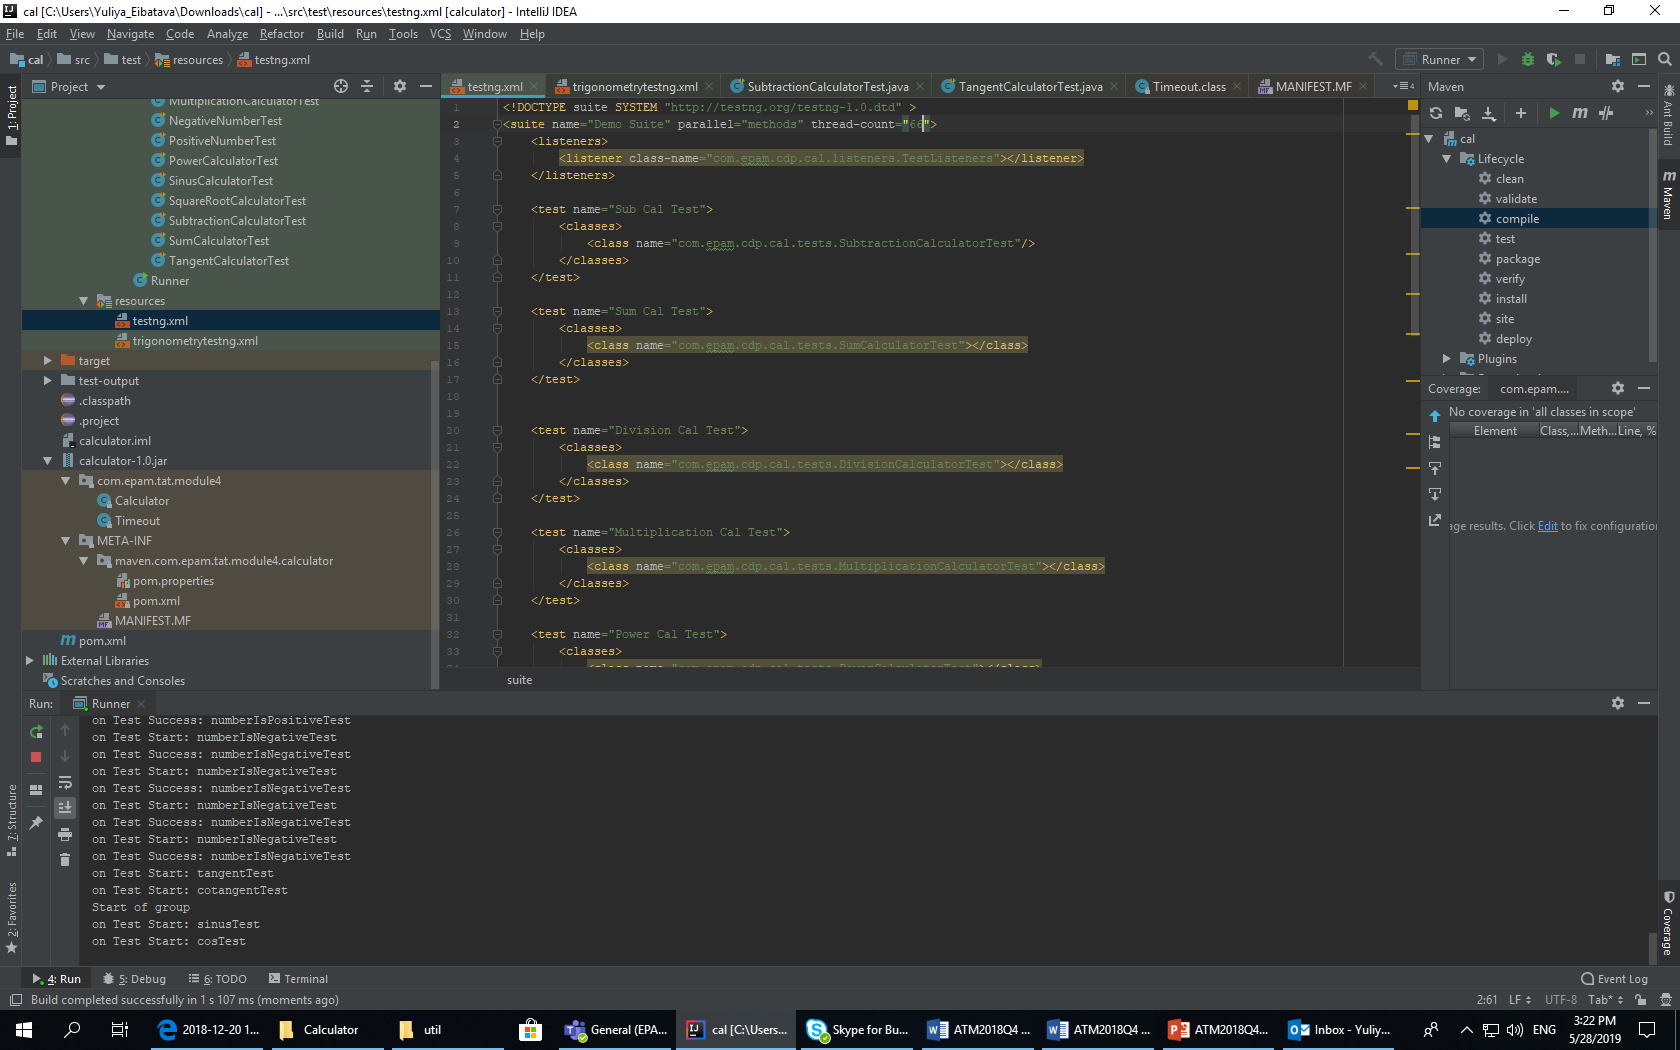 cal [C:\Users\Yuliya_Eibatava\Downloads\cal] - ...\src\test\resources\testng.xml [calculator] - IntelliJ IDEA
File Edit View Navigate Code Analyze Refactor Build Run Tools VCS Window Help
cal src test resources testng.xml Runner
Project
1: Project
7: Structure
2: Favorites
MultiplicationCalculatorTest
NegativeNumberTest
PositiveNumberTest
PowerCalculatorTest
SinusCalculatorTest
SquareRootCalculatorTest
SubtractionCalculatorTest
SumCalculatorTest
TangentCalculatorTest
Runner
resources
testng.xml
trigonometrytestng.xml
target
test-output
.classpath
.project
calculator.iml
calculator-1.0.jar
com.epam.tat.module4
Calculator
Timeout
META-INF
maven.com.epam.tat.module4.calculator
pom.properties
pom.xml
MANIFEST.MF
pom.xml
External Libraries
Scratches and Consoles
testng.xml trigonometrytestng.xml SubtractionCalculatorTest.java TangentCalculatorTest.java Timeout.class MANIFEST.MF
1 <!DOCTYPE suite SYSTEM "http://testng.org/testng-1.0.dtd" >
2 <suite name="Demo Suite" parallel="methods" thread-count="66">
3 <listeners>
4 <listener class-name="com.epam.cdp.cal.listeners.TestListeners"></listener>
5 </listeners>
6
7 <test name="Sub Cal Test">
8 <classes>
9 <class name="com.epam.cdp.cal.tests.SubtractionCalculatorTest"/>
10 </classes>
11 </test>
12
13 <test name="Sum Cal Test">
14 <classes>
15 <class name="com.epam.cdp.cal.tests.SumCalculatorTest"></class>
16 </classes>
17 </test>
18
19
20 <test name="Division Cal Test">
21 <classes>
22 <class name="com.epam.cdp.cal.tests.DivisionCalculatorTest"></class>
23 </classes>
24 </test>
25
26 <test name="Multiplication Cal Test">
27 <classes>
28 <class name="com.epam.cdp.cal.tests.MultiplicationCalculatorTest"></class>
29 </classes>
30 </test>
31
32 <test name="Power Cal Test">
33 <classes>
<class name="com.epam.cdp.cal.tests.PowerCalculatorTest"></class>
suite
Maven
cal
Lifecycle
clean
validate
compile
test
package
verify
install
site
deploy
Plugins
Coverage: com.epam....
No coverage in 'all classes in scope'
Element Class,... Meth... Line, %
age results. Click Edit to fix configuration
Ant Build
Maven
Coverage
Run: Runner
on Test Success: numberIsPositiveTest
on Test Start: numberIsNegativeTest
on Test Success: numberIsNegativeTest
on Test Start: numberIsNegativeTest
on Test Success: numberIsNegativeTest
on Test Start: numberIsNegativeTest
on Test Success: numberIsNegativeTest
on Test Start: numberIsNegativeTest
on Test Success: numberIsNegativeTest
on Test Start: tangentTest
on Test Start: cotangentTest
Start of group
on Test Start: sinusTest
on Test Start: cosTest
4: Run 5: Debug 6: TODO Terminal Event Log
Build completed successfully in 1 s 107 ms (moments ago) 2:61 LF UTF-8 Tab*
2018-12-20 1... Calculator util General (EPA... cal [C:\Users... Skype for Bu... ATM2018Q4 ... ATM2018Q4 ... ATM2018Q4... Inbox - Yuliy... ENG 3:22 PM
5/28/2019